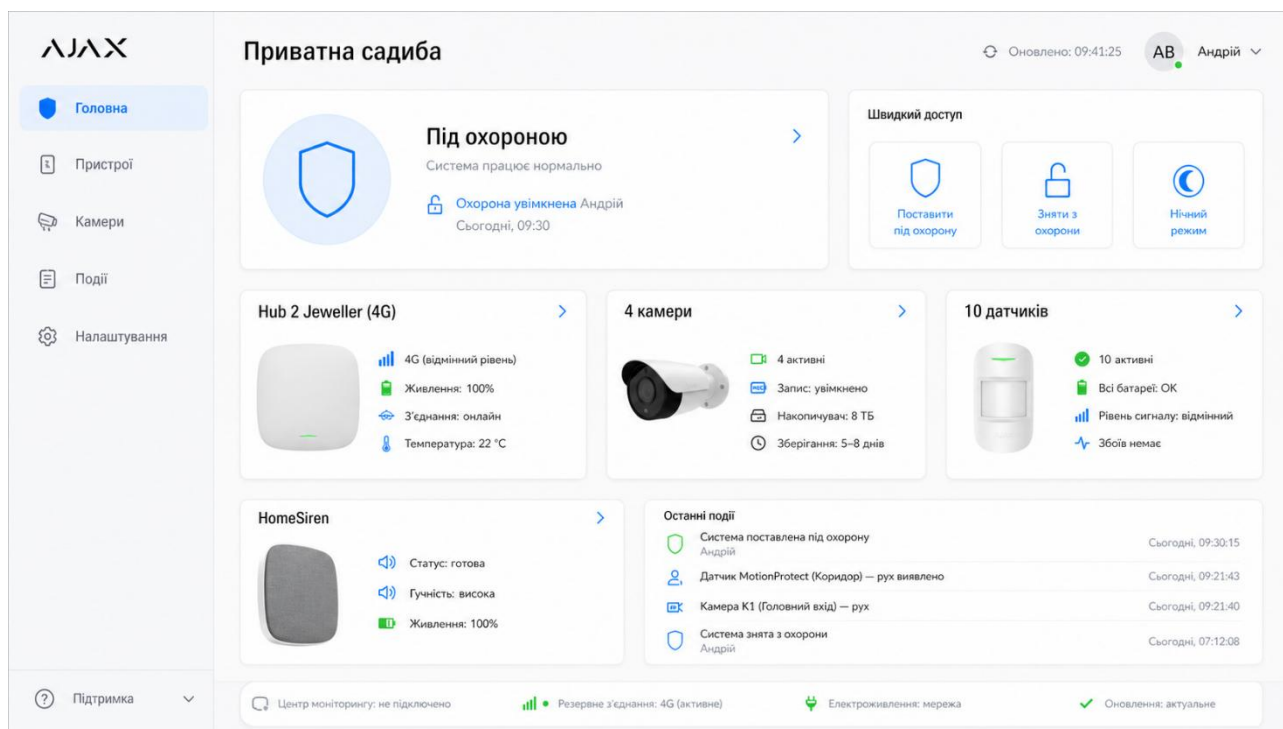 AJAX
Приватна садиба
Оновлено: 09:41:25
АВ
Андрій
Головна
Пристрої
Камери
Події
Налаштування
Підтримка
Під охороною
Система працює нормально
Охорона увімкнена Андрій
Сьогодні, 09:30
Швидкий доступ
Поставити
під охорону
Зняти з
охорони
Нічний
режим
Hub 2 Jeweller (4G)
4G (відмінний рівень)
Живлення: 100%
З'єднання: онлайн
Температура: 22 °C
4 камери
4 активні
Запис: увімкнено
Накопичувач: 8 ТБ
Зберігання: 5–8 днів
10 датчиків
10 активні
Всі батареї: ОК
Рівень сигналу: відмінний
Збоїв немає
HomeSiren
Статус: готова
Гучність: висока
Живлення: 100%
Останні події
Система поставлена під охорону
Андрій
Сьогодні, 09:30:15
Датчик MotionProtect (Коридор) — рух виявлено
Сьогодні, 09:21:43
Камера К1 (Головний вхід) — рух
Сьогодні, 09:21:40
Система знята з охорони
Андрій
Сьогодні, 07:12:08
Центр моніторингу: не підключено
Резервне з'єднання: 4G (активне)
Електроживлення: мережа
Оновлення: актуальне